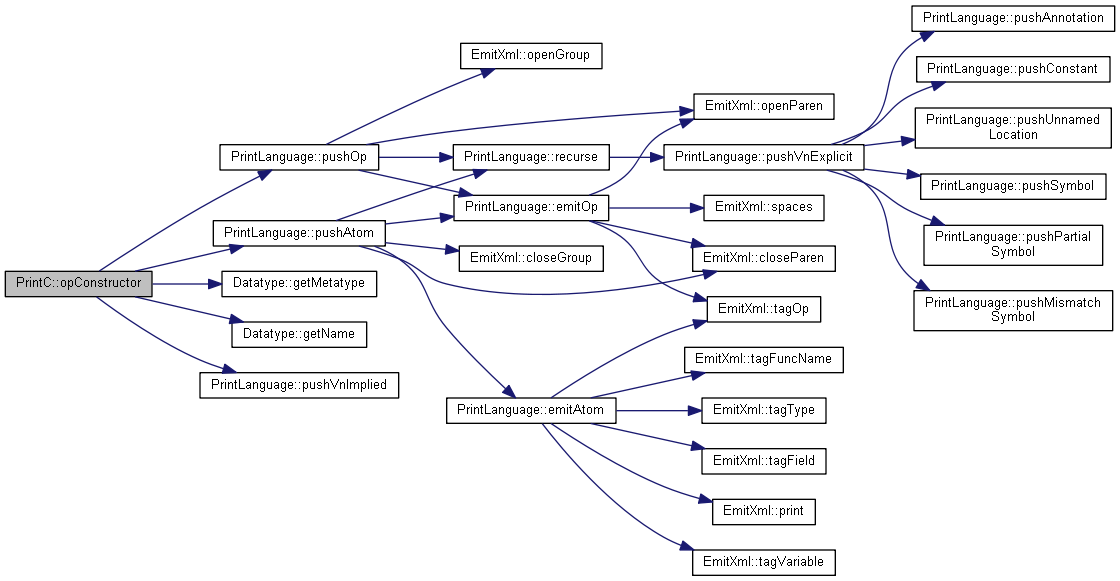 PrintLanguage::pushAnnotation
EmitXml::openGroup
PrintLanguage::pushConstant
EmitXml::openParen
PrintLanguage::pushUnnamed
Location
PrintLanguage::pushOp
PrintLanguage::recurse
PrintLanguage::pushVnExplicit
PrintLanguage::pushSymbol
PrintLanguage::emitOp
EmitXml::spaces
PrintLanguage::pushAtom
PrintLanguage::pushPartial
Symbol
EmitXml::closeGroup
EmitXml::closeParen
PrintC::opConstructor
Datatype::getMetatype
EmitXml::tagOp
PrintLanguage::pushMismatch
Symbol
Datatype::getName
EmitXml::tagFuncName
PrintLanguage::pushVnImplied
PrintLanguage::emitAtom
EmitXml::tagType
EmitXml::tagField
EmitXml::print
EmitXml::tagVariable